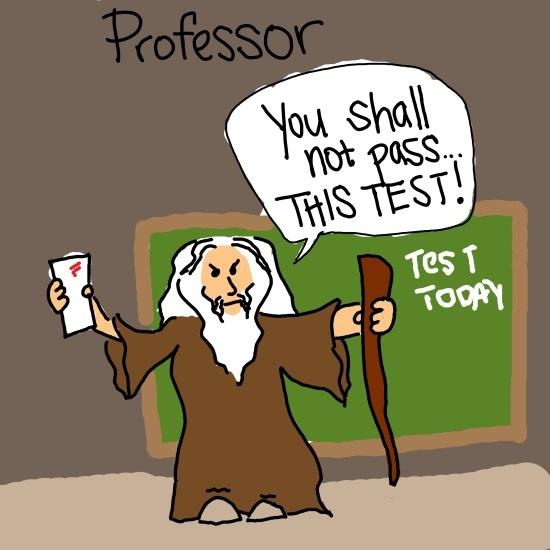 Professor
You shall
not pass...
THIS TEST!
TesT
TODAY
F